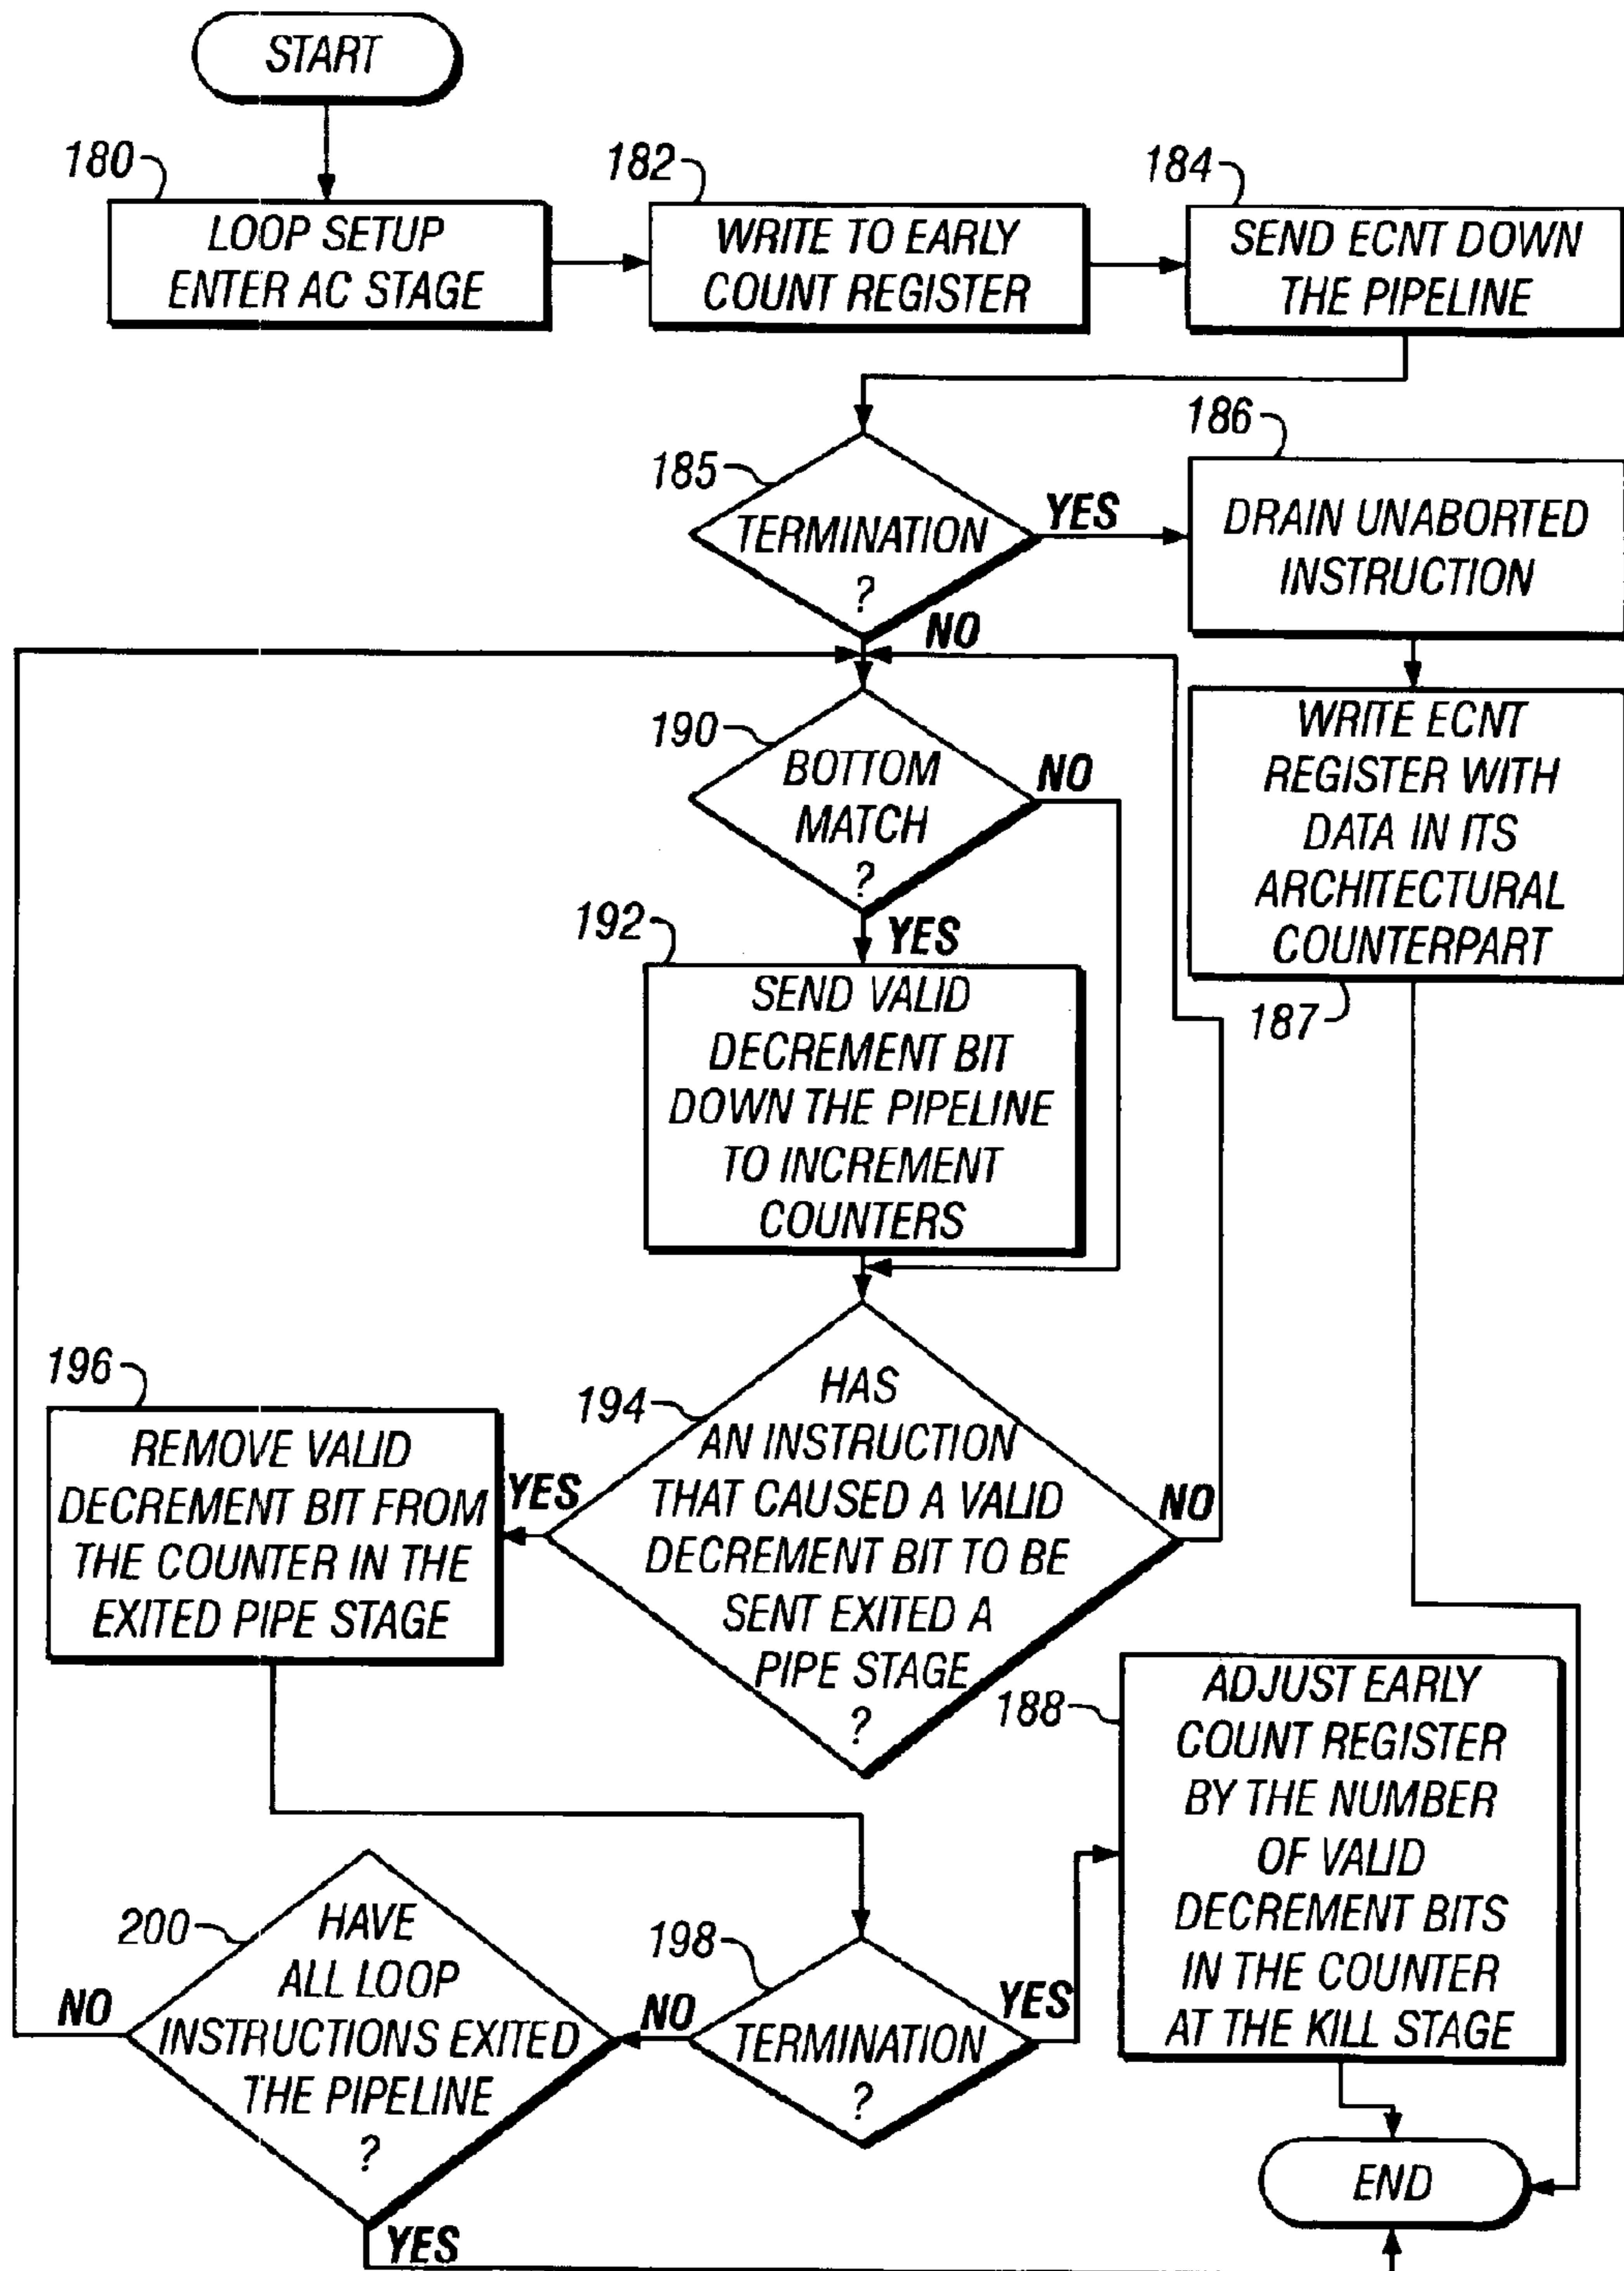 START
180
LOOP SETUP
ENTER AC STAGE
182
WRITE TO EARLY
COUNT REGISTER
184
SEND ECNT DOWN
THE PIPELINE
185
TERMINATION
?
YES
NO
186
DRAIN UNABORTED
INSTRUCTION
WRITE ECNT
REGISTER WITH
DATA IN ITS
ARCHITECTURAL
COUNTERPART
187
190
BOTTOM
MATCH
?
NO
YES
192
SEND VALID
DECREMENT BIT
DOWN THE PIPELINE
TO INCREMENT
COUNTERS
194
HAS
AN INSTRUCTION
THAT CAUSED A VALID
DECREMENT BIT TO BE
SENT EXITED A
PIPE STAGE
?
YES
NO
196
REMOVE VALID
DECREMENT BIT FROM
THE COUNTER IN THE
EXITED PIPE STAGE
188
ADJUST EARLY
COUNT REGISTER
BY THE NUMBER
OF VALID
DECREMENT BITS
IN THE COUNTER
AT THE KILL STAGE
198
TERMINATION
?
YES
NO
200
HAVE
ALL LOOP
INSTRUCTIONS EXITED
THE PIPELINE
?
NO
YES
END